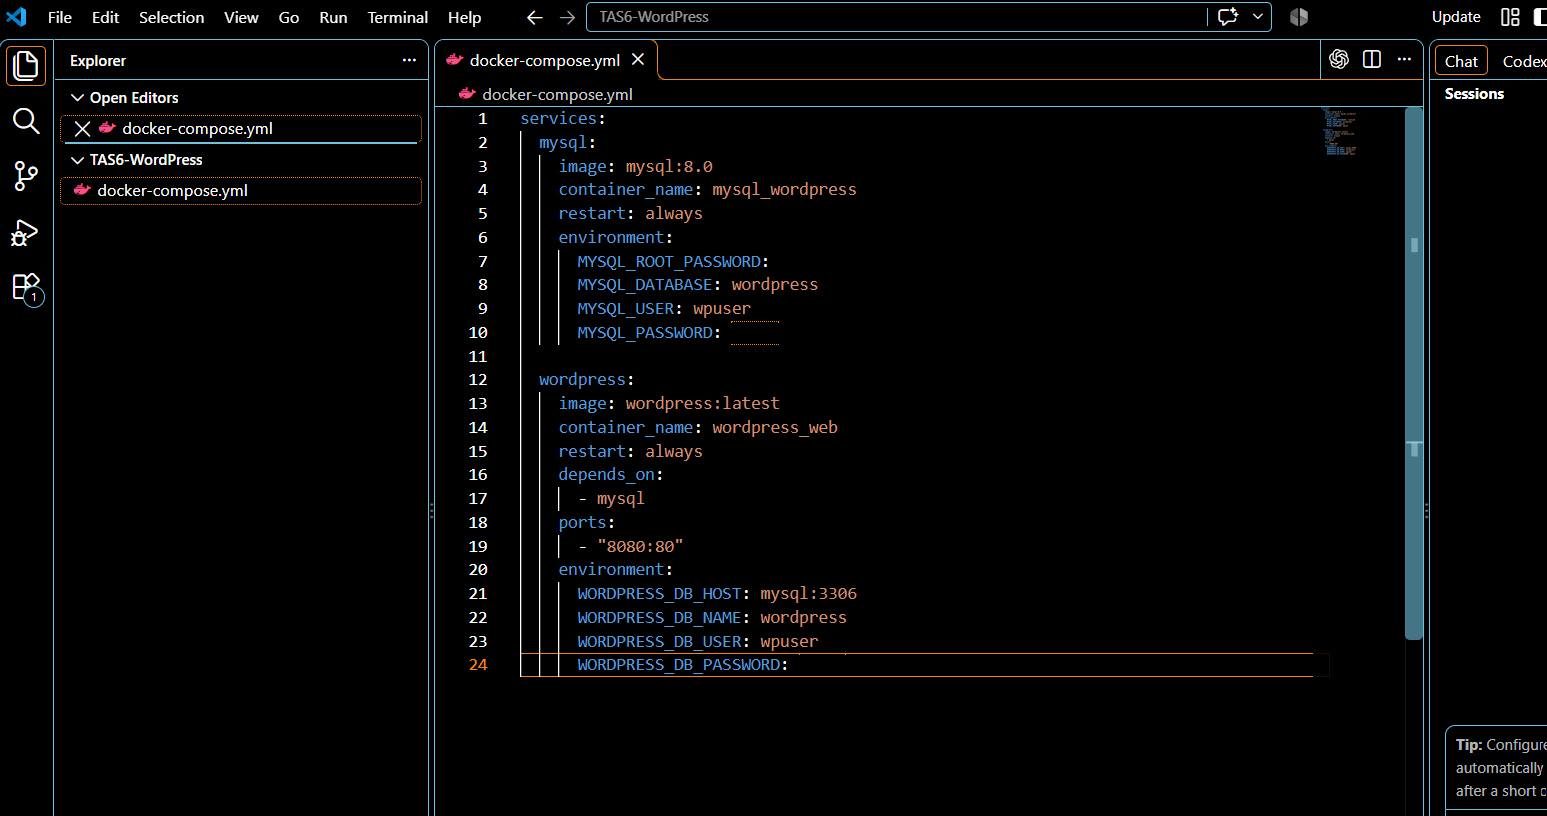 File Edit Selection View Go Run Terminal Help
TAS6-WordPress
Update
Explorer
Open Editors
docker-compose.yml
TAS6-WordPress
docker-compose.yml
1
docker-compose.yml
docker-compose.yml
1 services:
2 mysql:
3 image: mysql:8.0
4 container_name: mysql_wordpress
5 restart: always
6 environment:
7 MYSQL_ROOT_PASSWORD:
8 MYSQL_DATABASE: wordpress
9 MYSQL_USER: wpuser
10 MYSQL_PASSWORD:
11
12 wordpress:
13 image: wordpress:latest
14 container_name: wordpress_web
15 restart: always
16 depends_on:
17 - mysql
18 ports:
19 - "8080:80"
20 environment:
21 WORDPRESS_DB_HOST: mysql:3306
22 WORDPRESS_DB_NAME: wordpress
23 WORDPRESS_DB_USER: wpuser
24 WORDPRESS_DB_PASSWORD:
Chat Codex
Sessions
Tip: Configure
automatically
after a short c